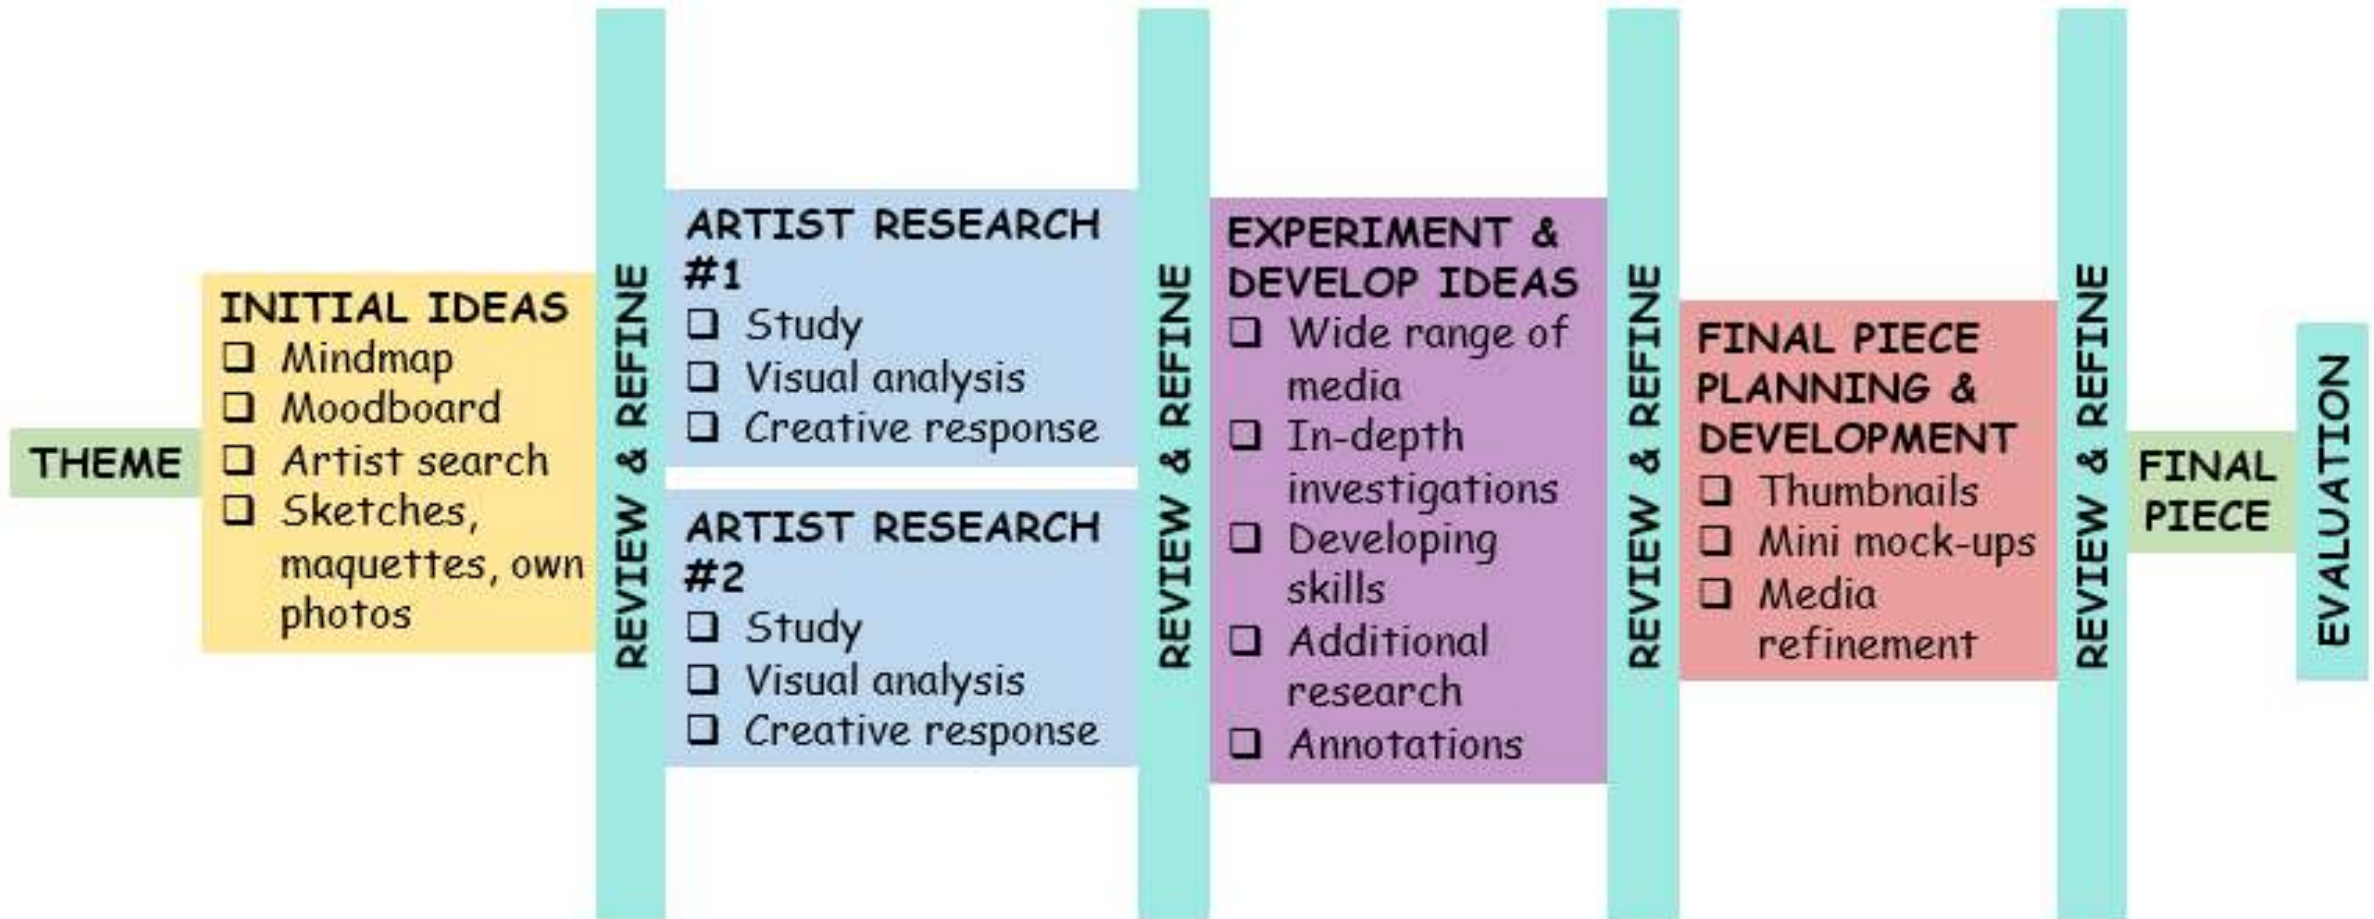 THEME
INITIAL IDEAS
❑ Mindmap
❑ Moodboard
❑ Artist search
❑ Sketches,
maquettes, own
photos
REVIEW & REFINE
ARTIST RESEARCH
#1
❑ Study
❑ Visual analysis
❑ Creative response
ARTIST RESEARCH
#2
❑ Study
❑ Visual analysis
❑ Creative response
REVIEW & REFINE
EXPERIMENT &
DEVELOP IDEAS
❑ Wide range of
media
❑ In-depth
investigations
❑ Developing
skills
❑ Additional
research
❑ Annotations
REVIEW & REFINE
FINAL PIECE
PLANNING &
DEVELOPMENT
❑ Thumbnails
❑ Mini mock-ups
❑ Media
refinement
REVIEW & REFINE
FINAL
PIECE
EVALUATION